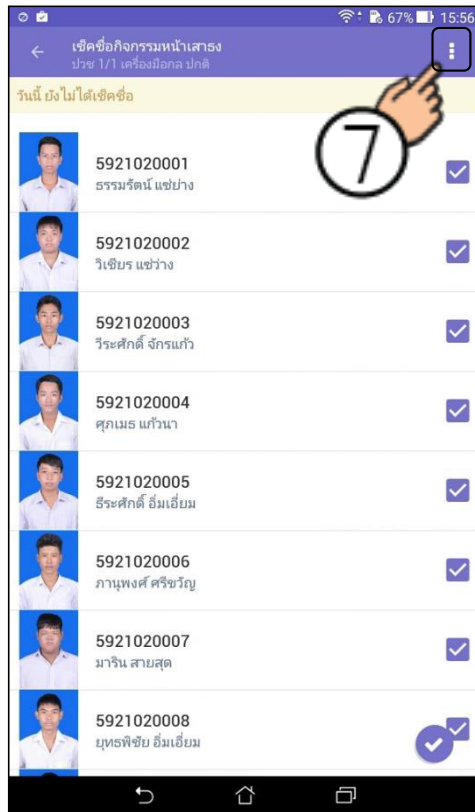 67% 15:56
เช็คชื่อกิจกรรมหน้าเสาธง
ปวช 1/1 เครื่องมือกล ปกติ
วันนี้ ยังไม่ได้เช็คชื่อ
7
5921020001
ธรรมรัตน์ แซ่ย่าง
5921020002
วิเชียร แซ่ว่าง
5921020003
วีระศักดิ์ จักรแก้ว
5921020004
ศุภเมธ แก้วนา
5921020005
ธีระศักดิ์ อิ่มเอี่ยม
5921020006
ภานุพงศ์ ศรีขวัญ
5921020007
มาริน สายสุด
5921020008
ยุทธพิชัย อิ่มเอี่ยม